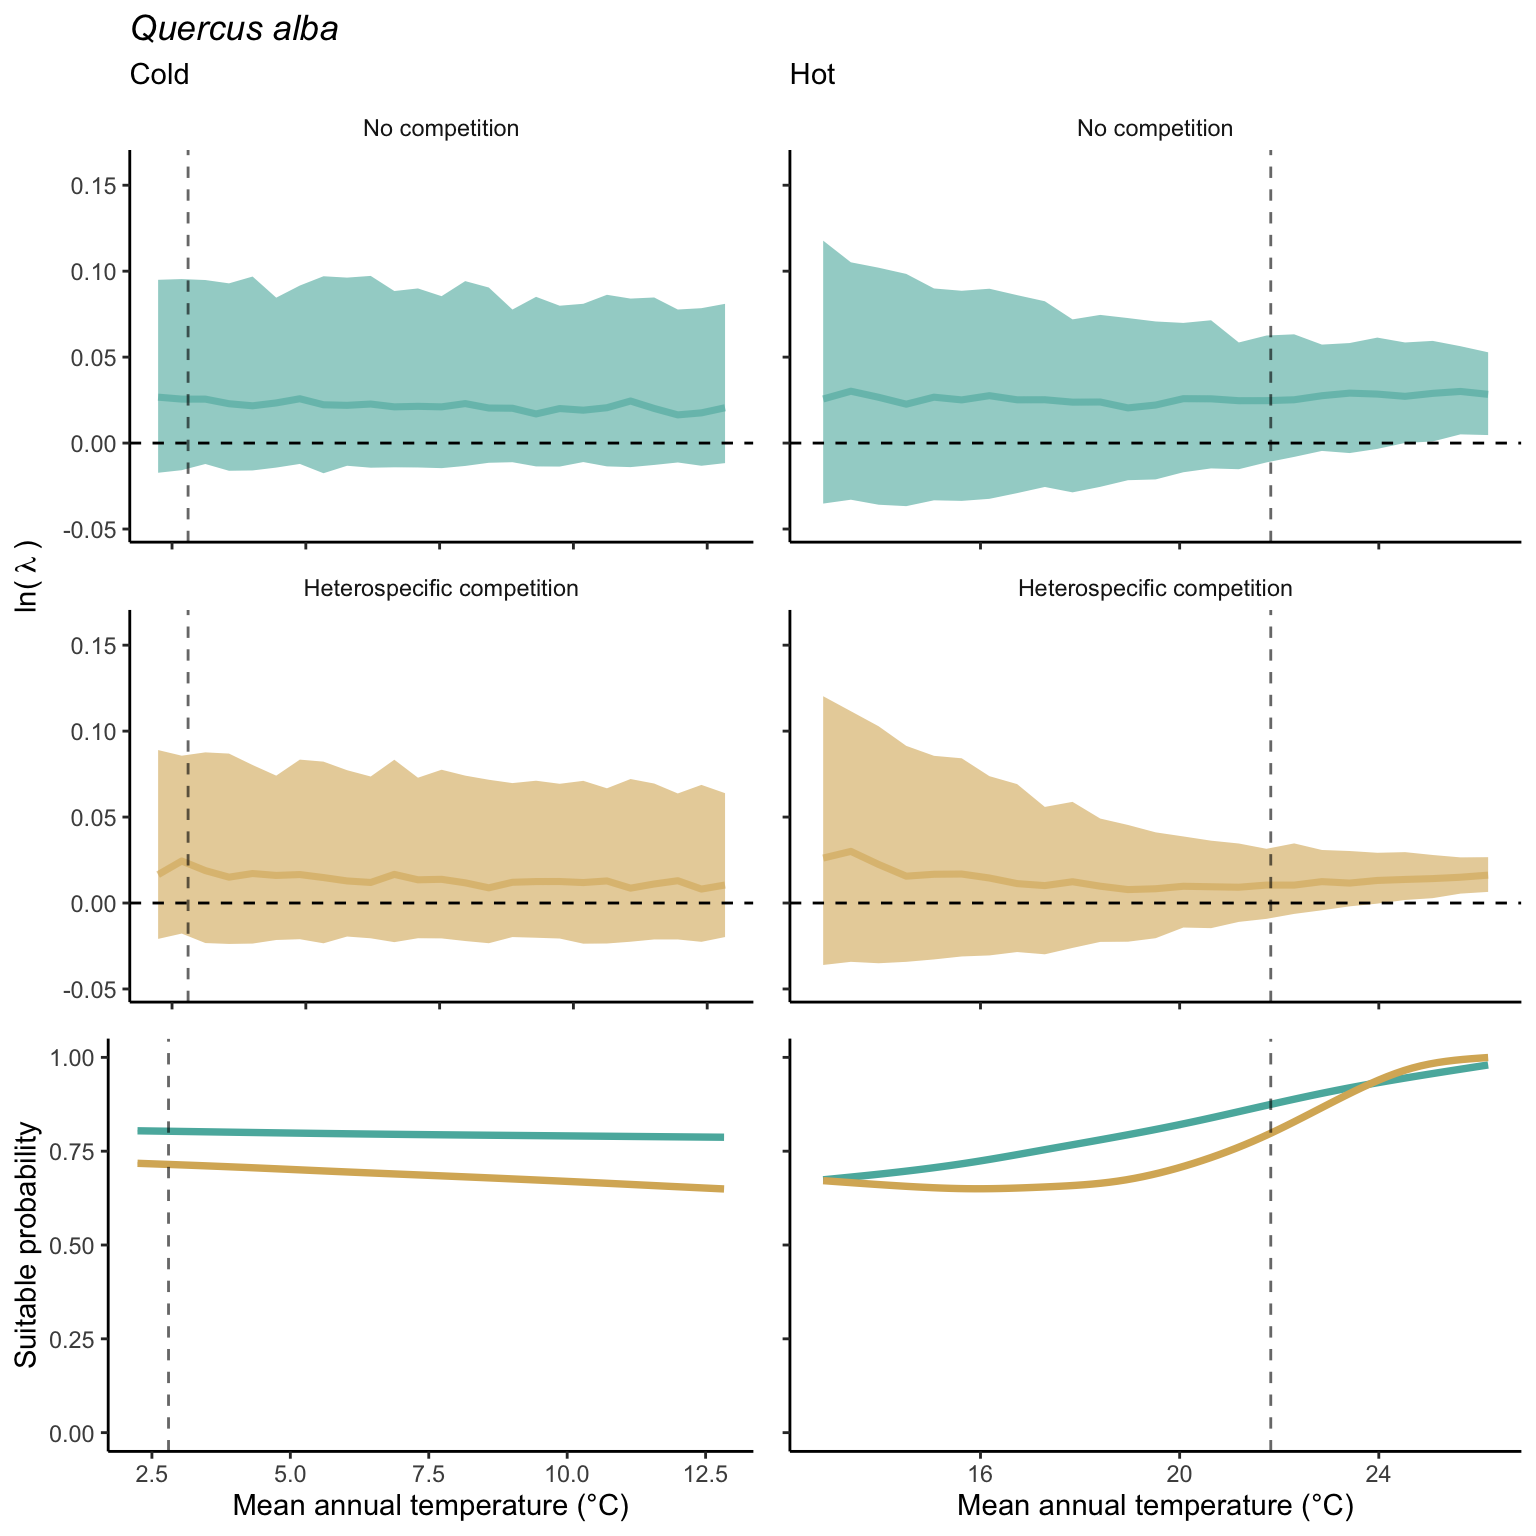 Quercus alba
Cold
Hot
No competition
No competition
0.15
0.10
0.05
0.00
-0.05
ln( λ )
Heterospecific competition
Heterospecific competition
0.15
0.10
0.05
0.00
-0.05
1.00
0.75
0.50
0.25
0.00
Suitable probability
2.5 5.0 7.5 10.0 12.5
16 20 24
Mean annual temperature (°C)
Mean annual temperature (°C)